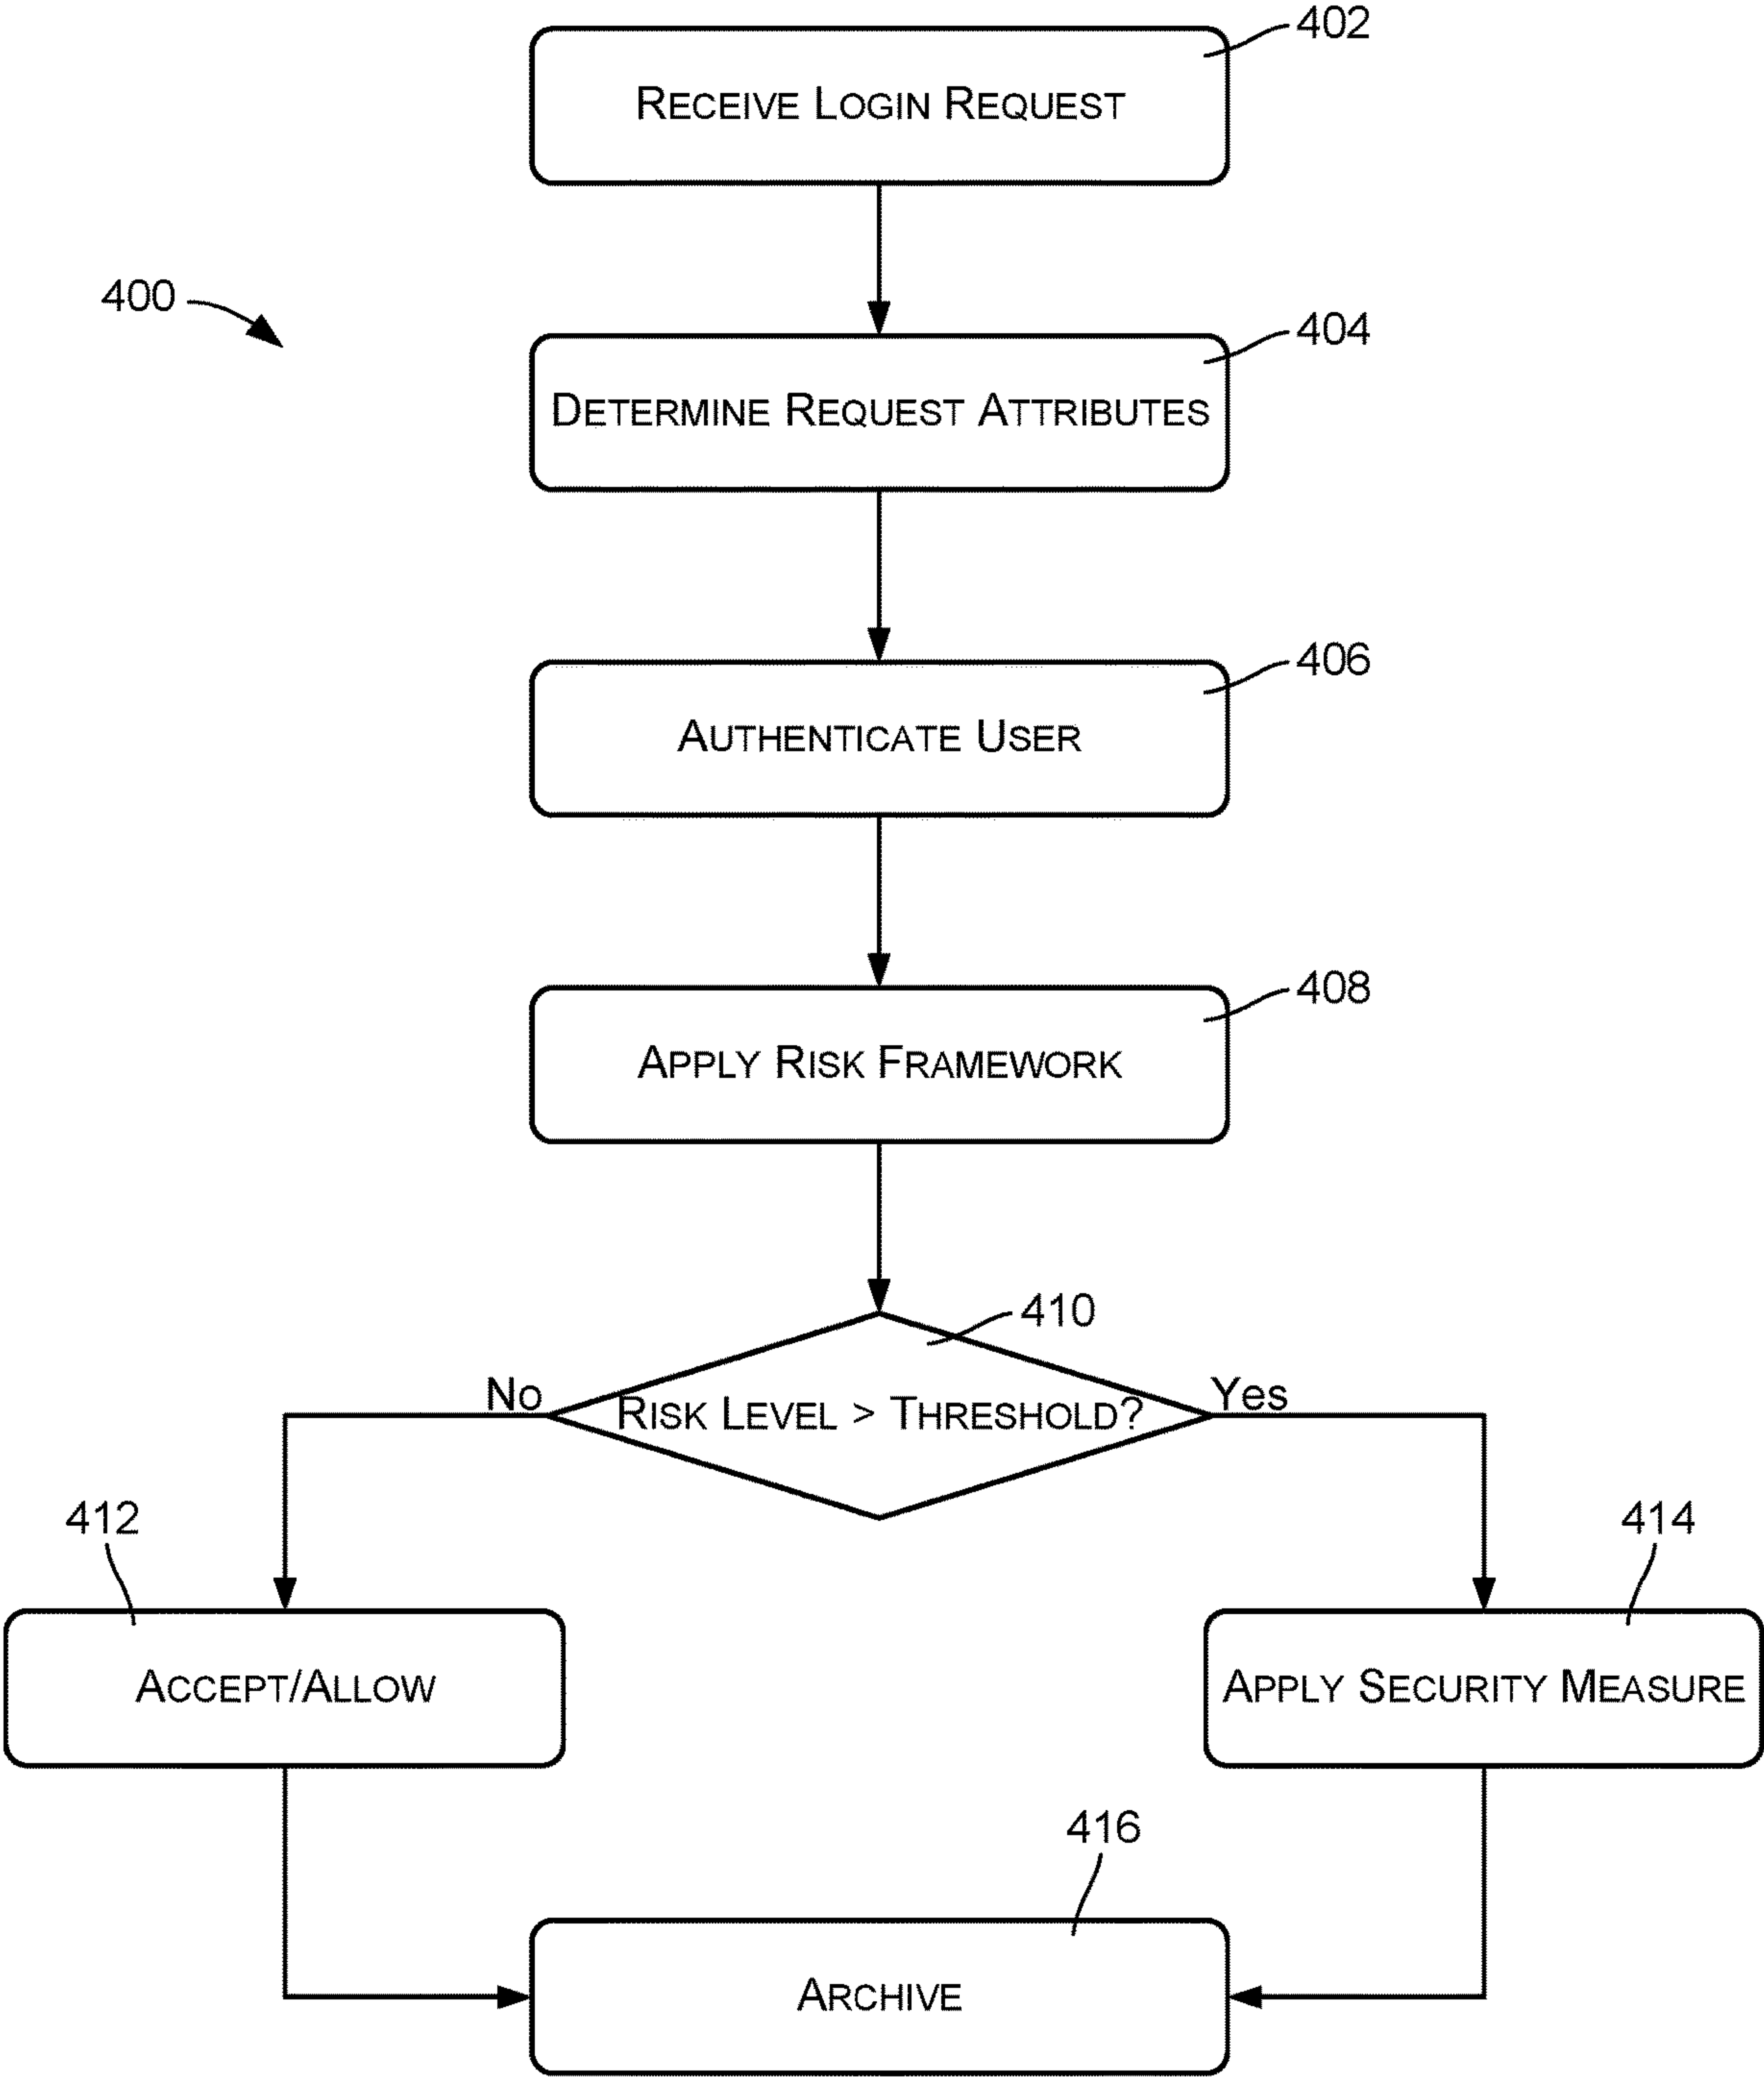 402
RECEIVE LOGIN REQUEST
400
404
DETERMINE REQUEST ATTRIBUTES
406
AUTHENTICATE USER
408
APPLY RISK FRAMEWORK
410
No
RISK LEVEL > THRESHOLD?
Yes
412
414
ACCEPT/ALLOW
APPLY SECURITY MEASURE
416
ARCHIVE